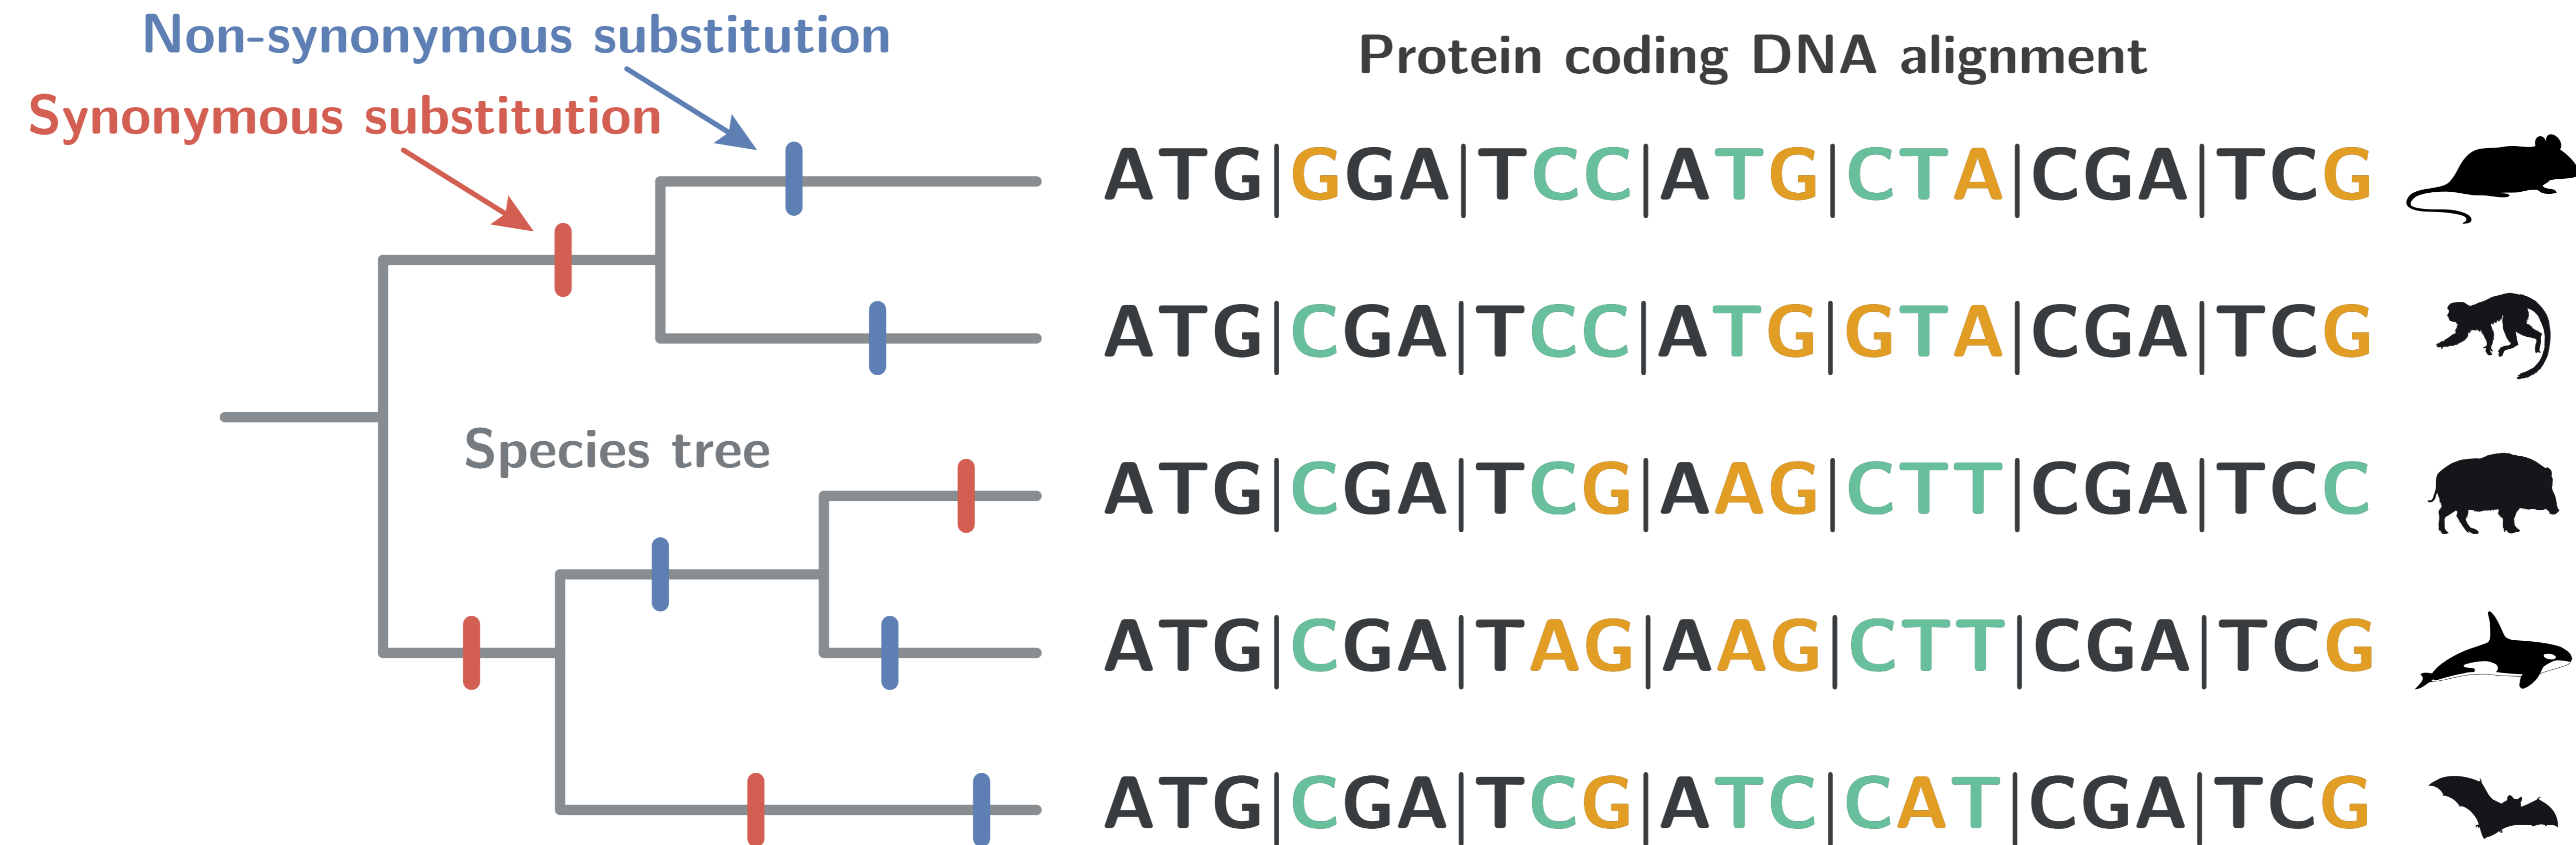 Non-synonymous substitution
Synonymous substitution
Species tree
Protein coding DNA alignment
ATG|GGA|TCC|ATG|CTA|CGA|TCG
ATG|CGA|TCC|ATG|GTA|CGA|TCG
ATG|CGA|TCG|AAG|CTT|CGA|TCC
ATG|CGA|TAG|AAG|CTT|CGA|TCG
ATG|CGA|TCG|ATC|CAT|CGA|TCG